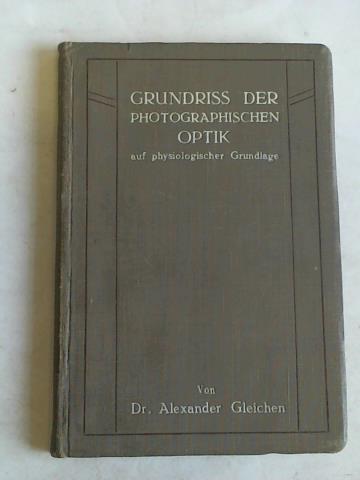 GRUNDRISS DER
PHOTOGRAPHISCHEN
OPTIK
auf physiologischer Grundlage
Von
Dr. Alexander Gleichen